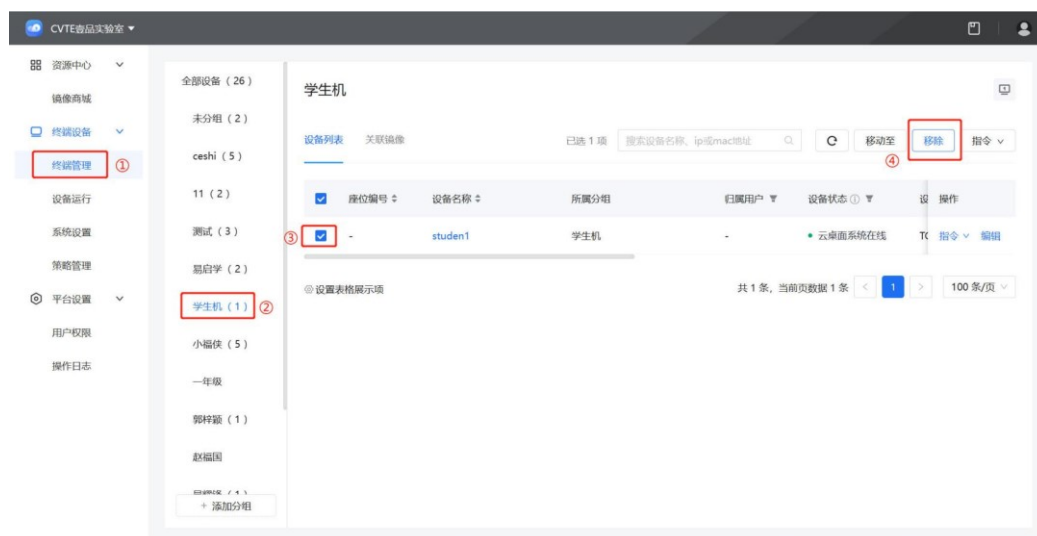 CVTE壹品实验室
资源中心
镜像商城
终端设备
终端管理 ①
设备运行
系统设置
策略管理
平台设置
用户权限
操作日志
全部设备（26）
未分组（2）
ceshi（5）
11（2）
测试（3）
易启学（2）
学生机（1） ②
小福侠（5）
一年级
郭梓颖（1）
赵福国
+ 添加分组
学生机
设备列表 关联镜像 已选 1 项 搜索设备名称、ip或mac地址 移动至 移除 指令
④
座位编号 设备名称 所属分组 归属用户 设备状态 设 操作
③ - studen1 学生机 - 云桌面系统在线 TC 指令 编辑
设置表格展示项 共 1 条，当前页数据 1 条 < 1 > 100 条/页